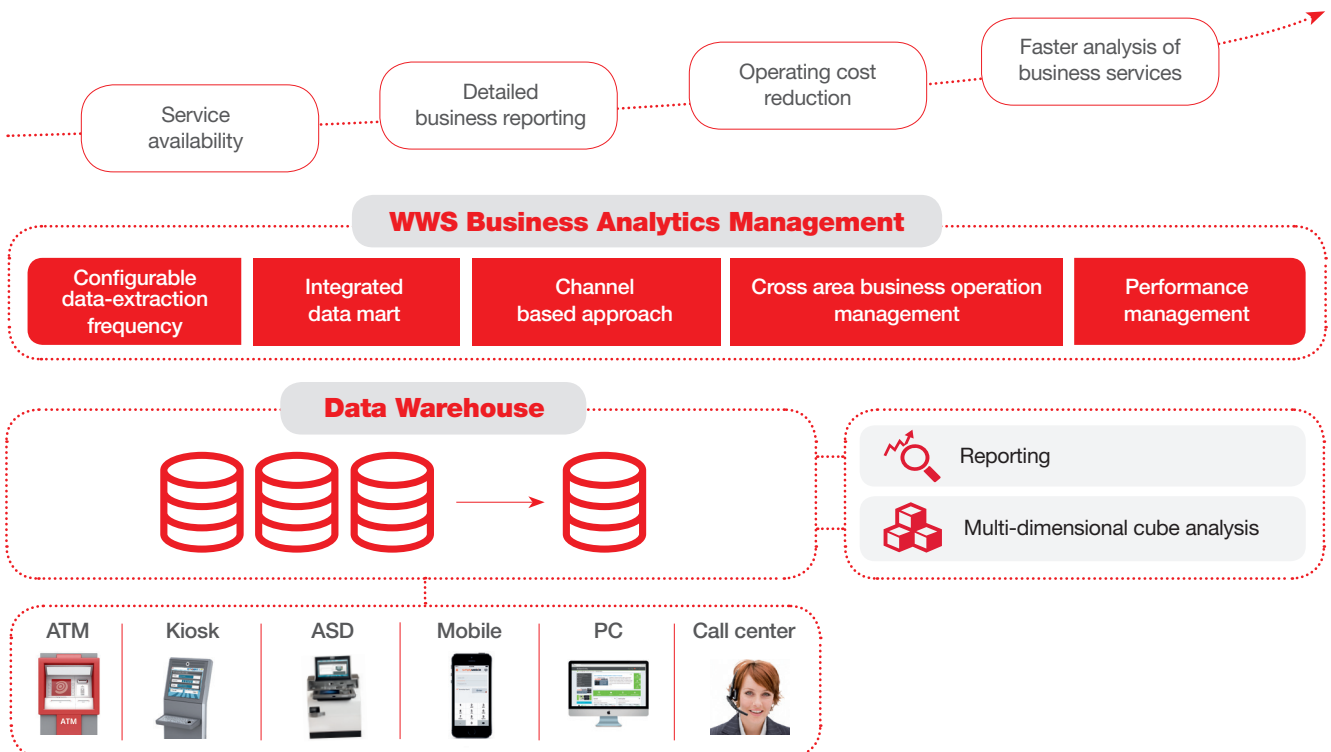 Service
availability
Detailed
business reporting
Operating cost
reduction
Faster analysis of
business services
WWS Business Analytics Management
Configurable
data-extraction
frequency
Integrated
data mart
Channel
based approach
Cross area business operation
management
Performance
management
Data Warehouse
Reporting
Multi-dimensional cube analysis
ATM
Kiosk
ASD
Mobile
PC
Call center
ATM